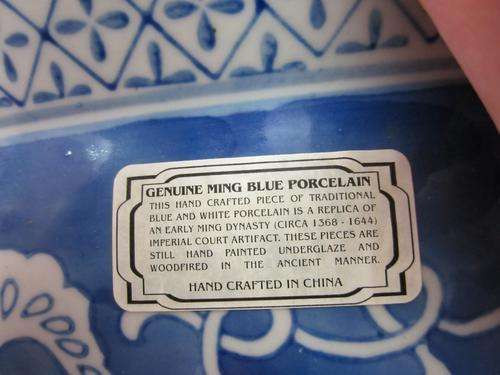 GENUINE MING BLUE PORCELAIN
THIS HAND CRAFTED PIECE OF TRADITIONAL
BLUE AND WHITE PORCELAIN IS A REPLICA OF
AN EARLY MING DYNASTY (CIRCA 1368 - 1644)
IMPERIAL COURT ARTIFACT. THESE PIECES ARE
STILL HAND PAINTED UNDERGLAZE AND
WOODFIRED IN THE ANCIENT MANNER.
HAND CRAFTED IN CHINA